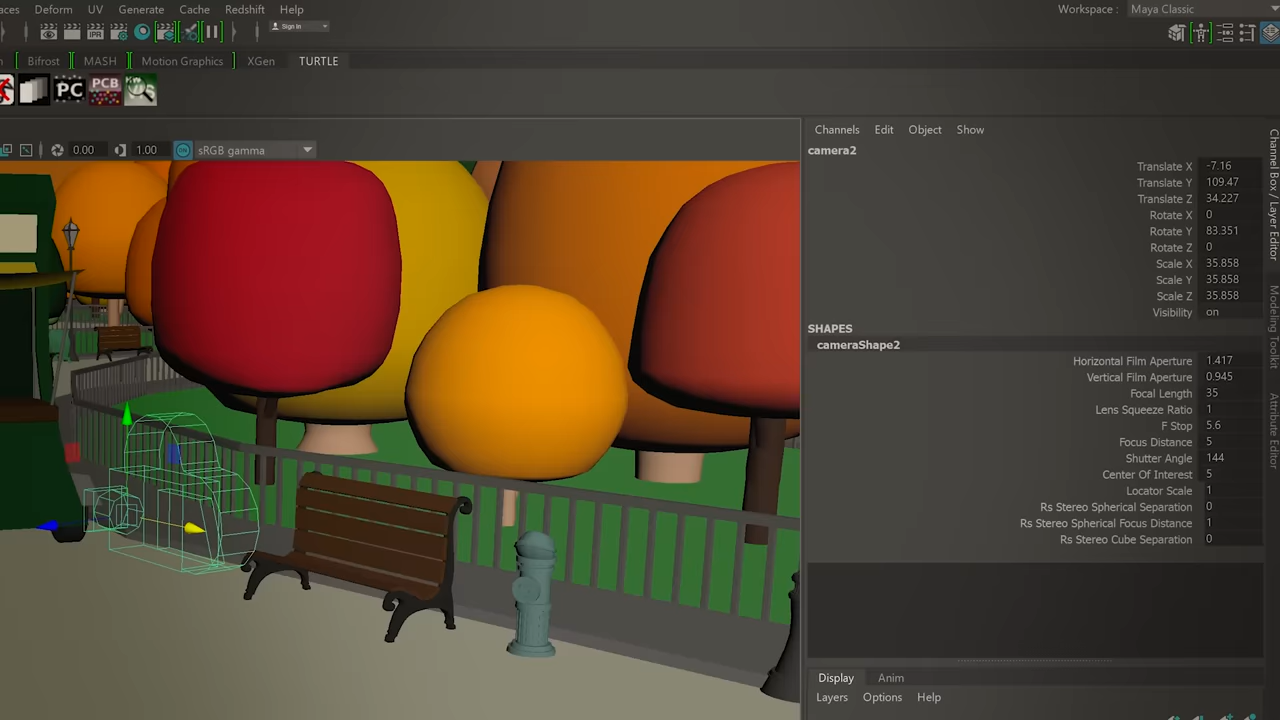 aces Deform UV Generate Cache Redshift Help Workspace : Maya Classic
IPR Sign In
n Bifrost MASH Motion Graphics XGen TURTLE
PC PCB
Channels Edit Object Show
0.00 1.00 sRGB gamma
camera2
Translate X -7.16
Translate Y 109.47
Translate Z 34.227
Rotate X 0
Rotate Y 83.351
Rotate Z 0
Scale X 35.858
Scale Y 35.858
Scale Z 35.858
Visibility on
SHAPES
cameraShape2
Horizontal Film Aperture 1.417
Vertical Film Aperture 0.945
Focal Length 35
Lens Squeeze Ratio 1
F Stop 5.6
Focus Distance 5
Shutter Angle 144
Center Of Interest 5
Locator Scale 1
Rs Stereo Spherical Separation 0
Rs Stereo Spherical Focus Distance 1
Rs Stereo Cube Separation 0
Display Anim
Layers Options Help
Channel Box / Layer Editor
Modeling Toolkit
Attribute Editor